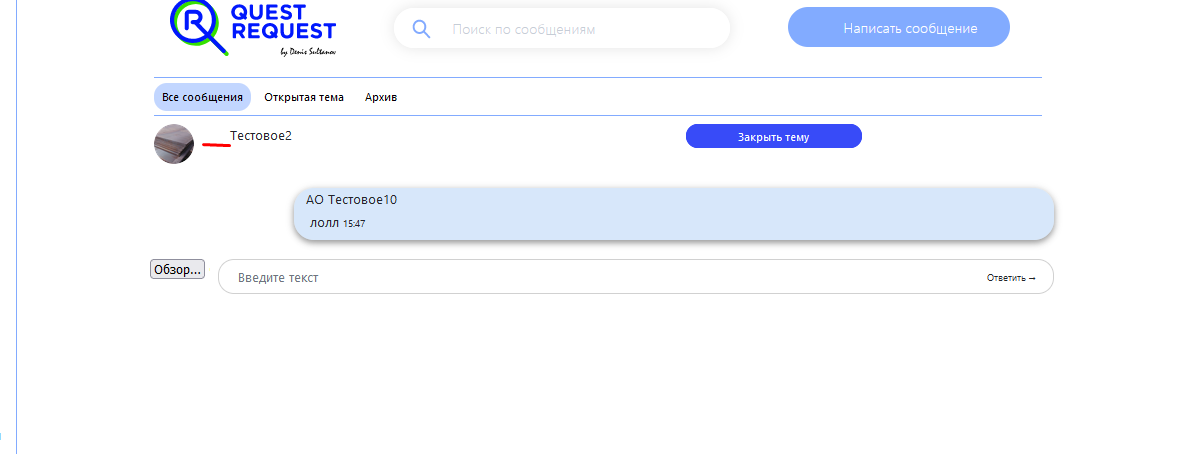 QUEST
REQUEST
by Denis Sultanov
Поиск по сообщениям
Написать сообщение
Все сообщения Открытая тема Архив
Тестовое2
Закрыть тему
АО Тестовое10
лолл 15:47
Обзор...
Введите текст
Ответить →